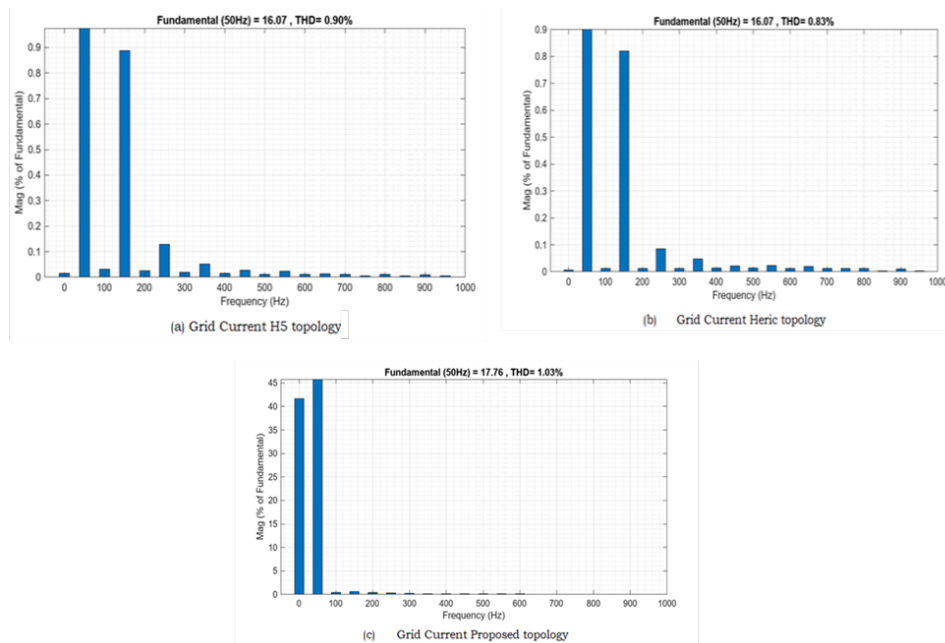 Fundamental (50Hz) = 16.07 , THD= 0.90%
Mag (% of Fundamental)
0.9
0.8
0.7
0.6
0.5
0.4
0.3
0.2
0.1
0
0 100 200 300 400 500 600 700 800 900 1000
Frequency (Hz)
(a) Grid Current H5 topology
Fundamental (50Hz) = 16.07 , THD= 0.83%
Mag (% of Fundamental)
0.9
0.8
0.7
0.6
0.5
0.4
0.3
0.2
0.1
0
0 100 200 300 400 500 600 700 800 900 1000
Frequency (Hz)
(b) Grid Current Heric topology
Fundamental (50Hz) = 17.76 , THD= 1.03%
Mag (% of Fundamental)
45
40
35
30
25
20
15
10
5
0
0 100 200 300 400 500 600 700 800 900 1000
Frequency (Hz)
(c) Grid Current Proposed topology